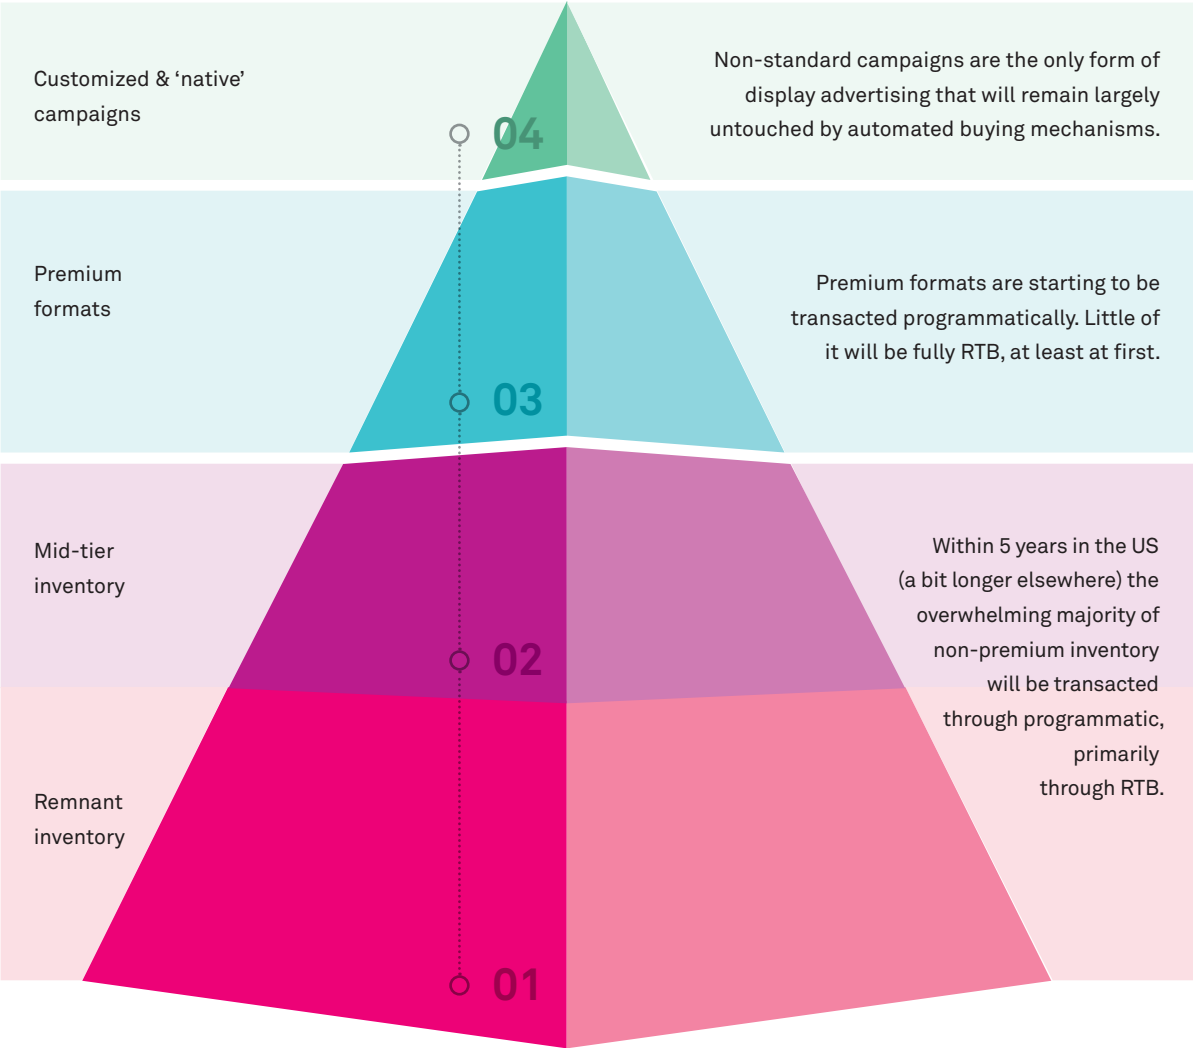 Customized & ‘native’
campaigns
04
Non-standard campaigns are the only form of
display advertising that will remain largely
untouched by automated buying mechanisms.
Premium
formats
03
Premium formats are starting to be
transacted programmatically. Little of
it will be fully RTB, at least at first.
Mid-tier
inventory
02
Within 5 years in the US
(a bit longer elsewhere) the
overwhelming majority of
non-premium inventory
will be transacted
through programmatic,
primarily
through RTB.
Remnant
inventory
01